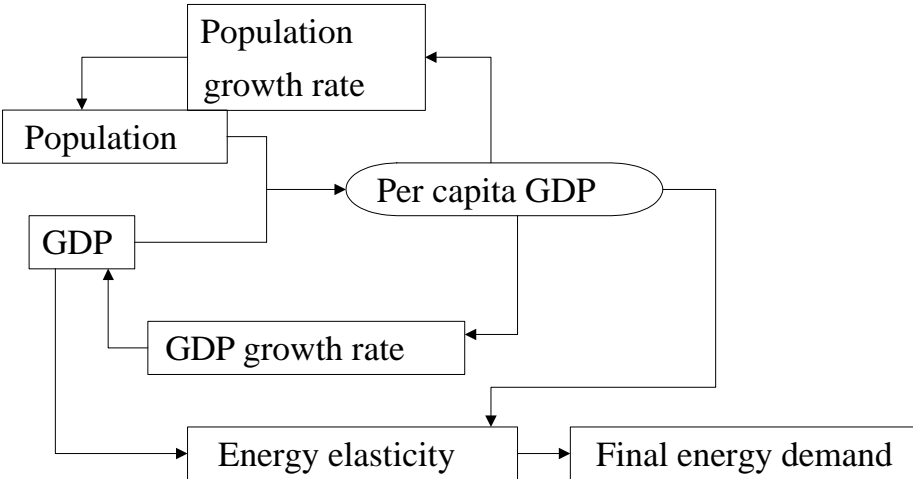 Population
growth rate
Population
Per capita GDP
GDP
GDP growth rate
Energy elasticity
Final energy demand